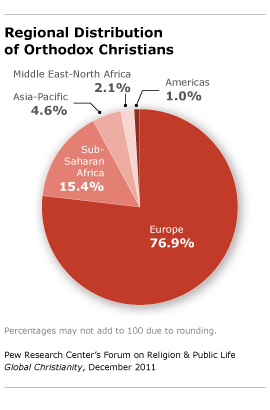 Regional Distribution
of Orthodox Christians
Middle East-North Africa
2.1%
Americas
1.0%
Asia-Pacific
4.6%
Sub-
Saharan
Africa
15.4%
Europe
76.9%
Percentages may not add to 100 due to rounding.
Pew Research Center's Forum on Religion & Public Life
Global Christianity, December 2011